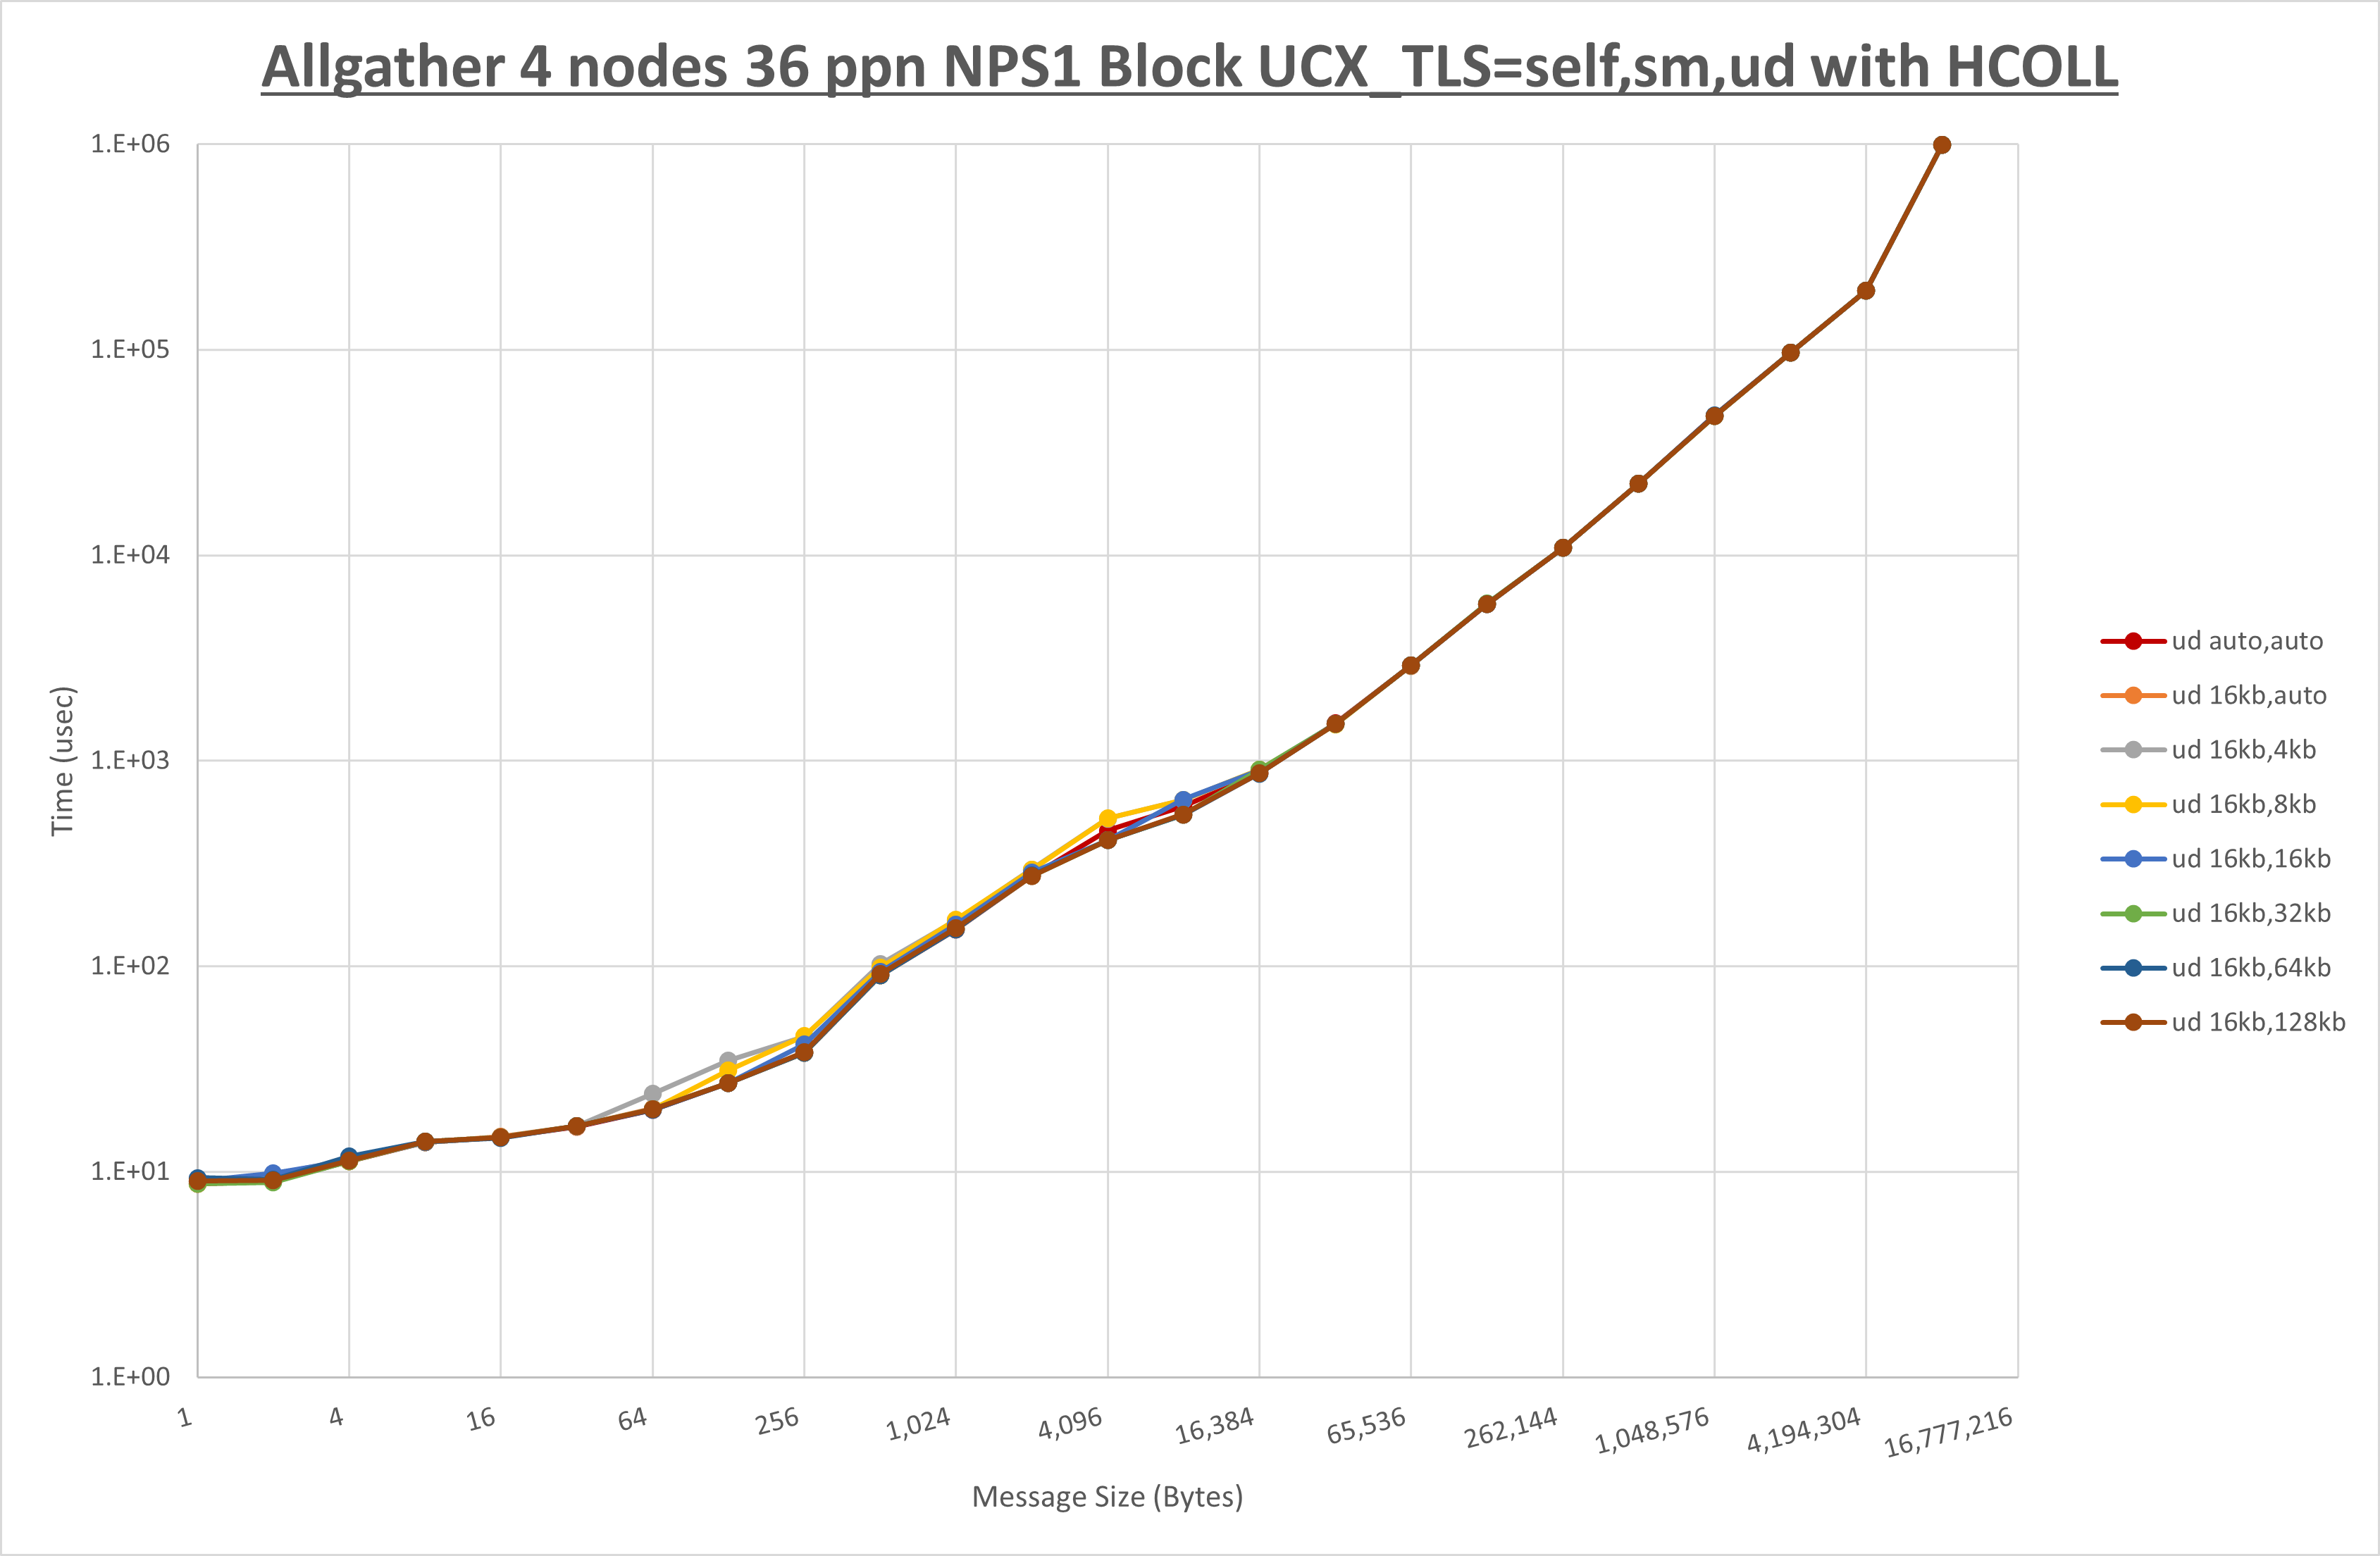 Allgather 4 nodes 36 ppn NPS1 Block UCX_TLS=self,sm,ud with HCOLL
1.E+06
1.E+05
1.E+04
1.E+03
1.E+02
1.E+01
1.E+00
Time (usec)
1
4
16
64
256
1,024
4,096
16,384
65,536
262,144
1,048,576
4,194,304
16,777,216
Message Size (Bytes)
ud auto,auto
ud 16kb,auto
ud 16kb,4kb
ud 16kb,8kb
ud 16kb,16kb
ud 16kb,32kb
ud 16kb,64kb
ud 16kb,128kb